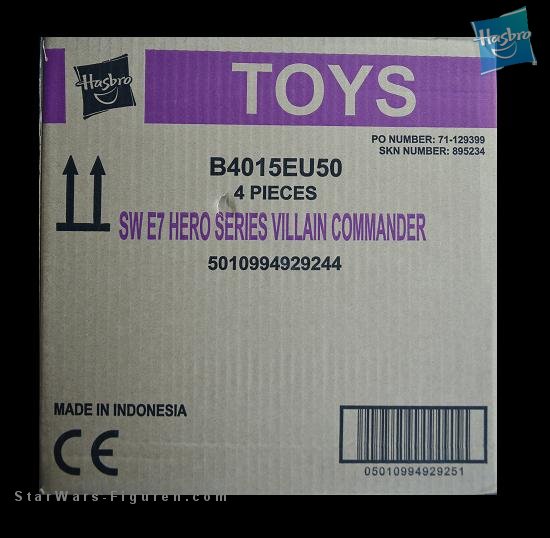 Hasbro
Hasbro
TOYS
PO NUMBER: 71-129399
SKN NUMBER: 895234
B4015EU50
4 PIECES
SW E7 HERO SERIES VILLAIN COMMANDER
5010994929244
MADE IN INDONESIA
CE
05010994929251
StarWars-Figuren.com